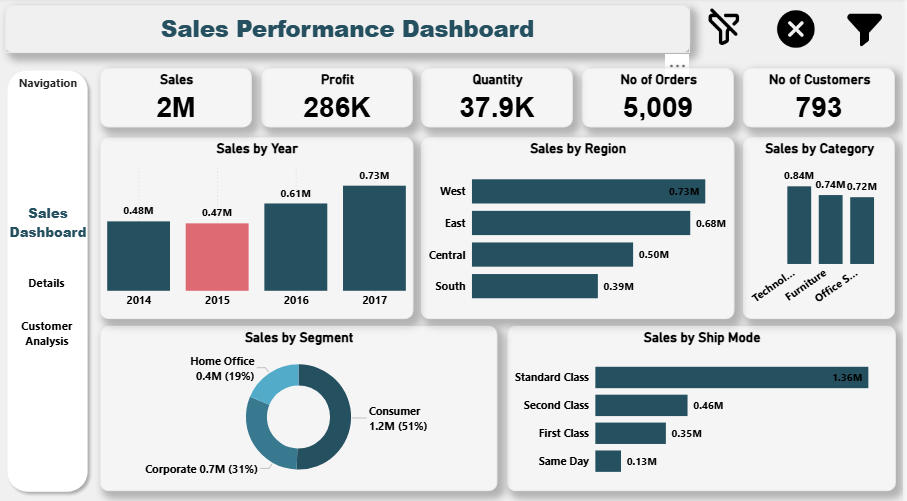 Sales Performance Dashboard
...
Navigation
Sales
Dashboard
Details
Customer
Analysis
Sales
2M
Profit
286K
Quantity
37.9K
No of Orders
5,009
No of Customers
793
Sales by Year
0.48M
0.47M
0.61M
0.73M
2014
2015
2016
2017
Sales by Region
West
0.73M
East
0.68M
Central
0.50M
South
0.39M
Sales by Category
0.84M
0.74M
0.72M
Technol...
Furniture
Office S...
Sales by Segment
Home Office
0.4M (19%)
Consumer
1.2M (51%)
Corporate 0.7M (31%)
Sales by Ship Mode
Standard Class
1.36M
Second Class
0.46M
First Class
0.35M
Same Day
0.13M